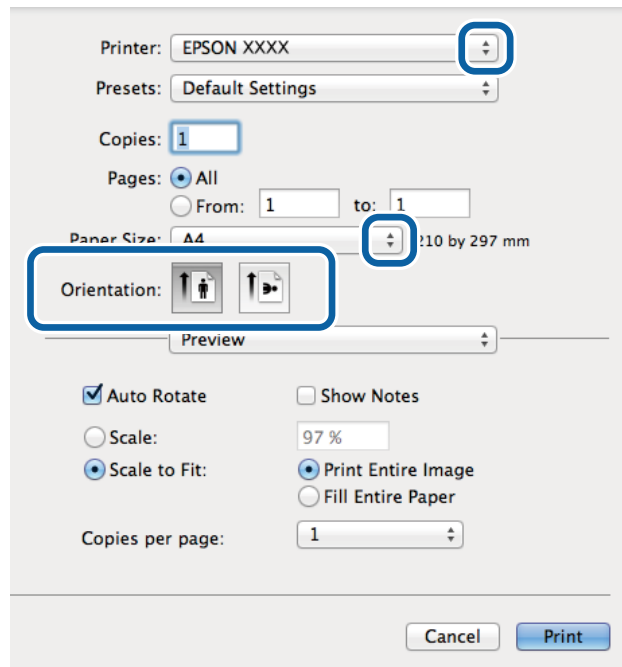 Printer: EPSON XXXX
Presets: Default Settings
Copies: 1
Pages: All
From: 1 to: 1
Paper Size: A4 210 by 297 mm
Orientation:
Preview
Auto Rotate Show Notes
Scale: 97 %
Scale to Fit: Print Entire Image
Fill Entire Paper
Copies per page: 1
Cancel Print